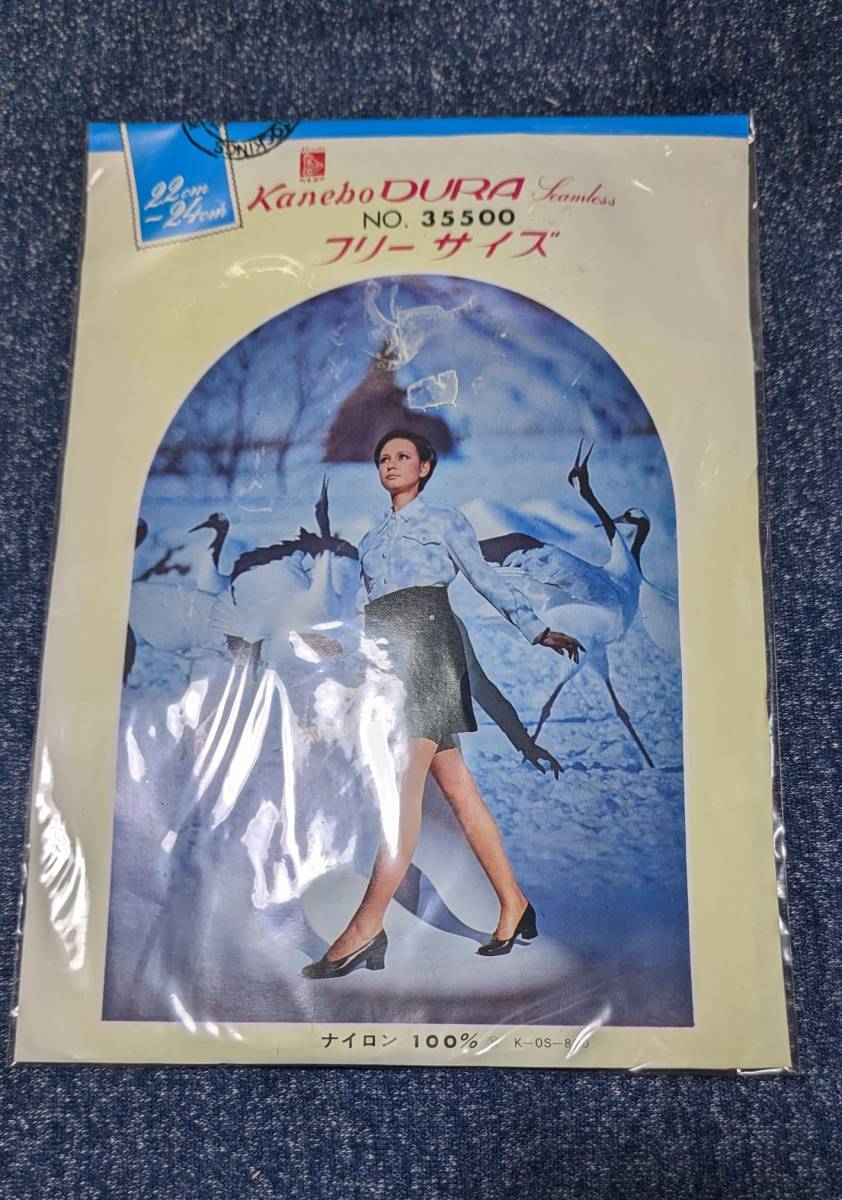 22cm
~24cm
Kanebo DURA Seamless
NO. 35500
フリー サイズ
ナイロン 100%